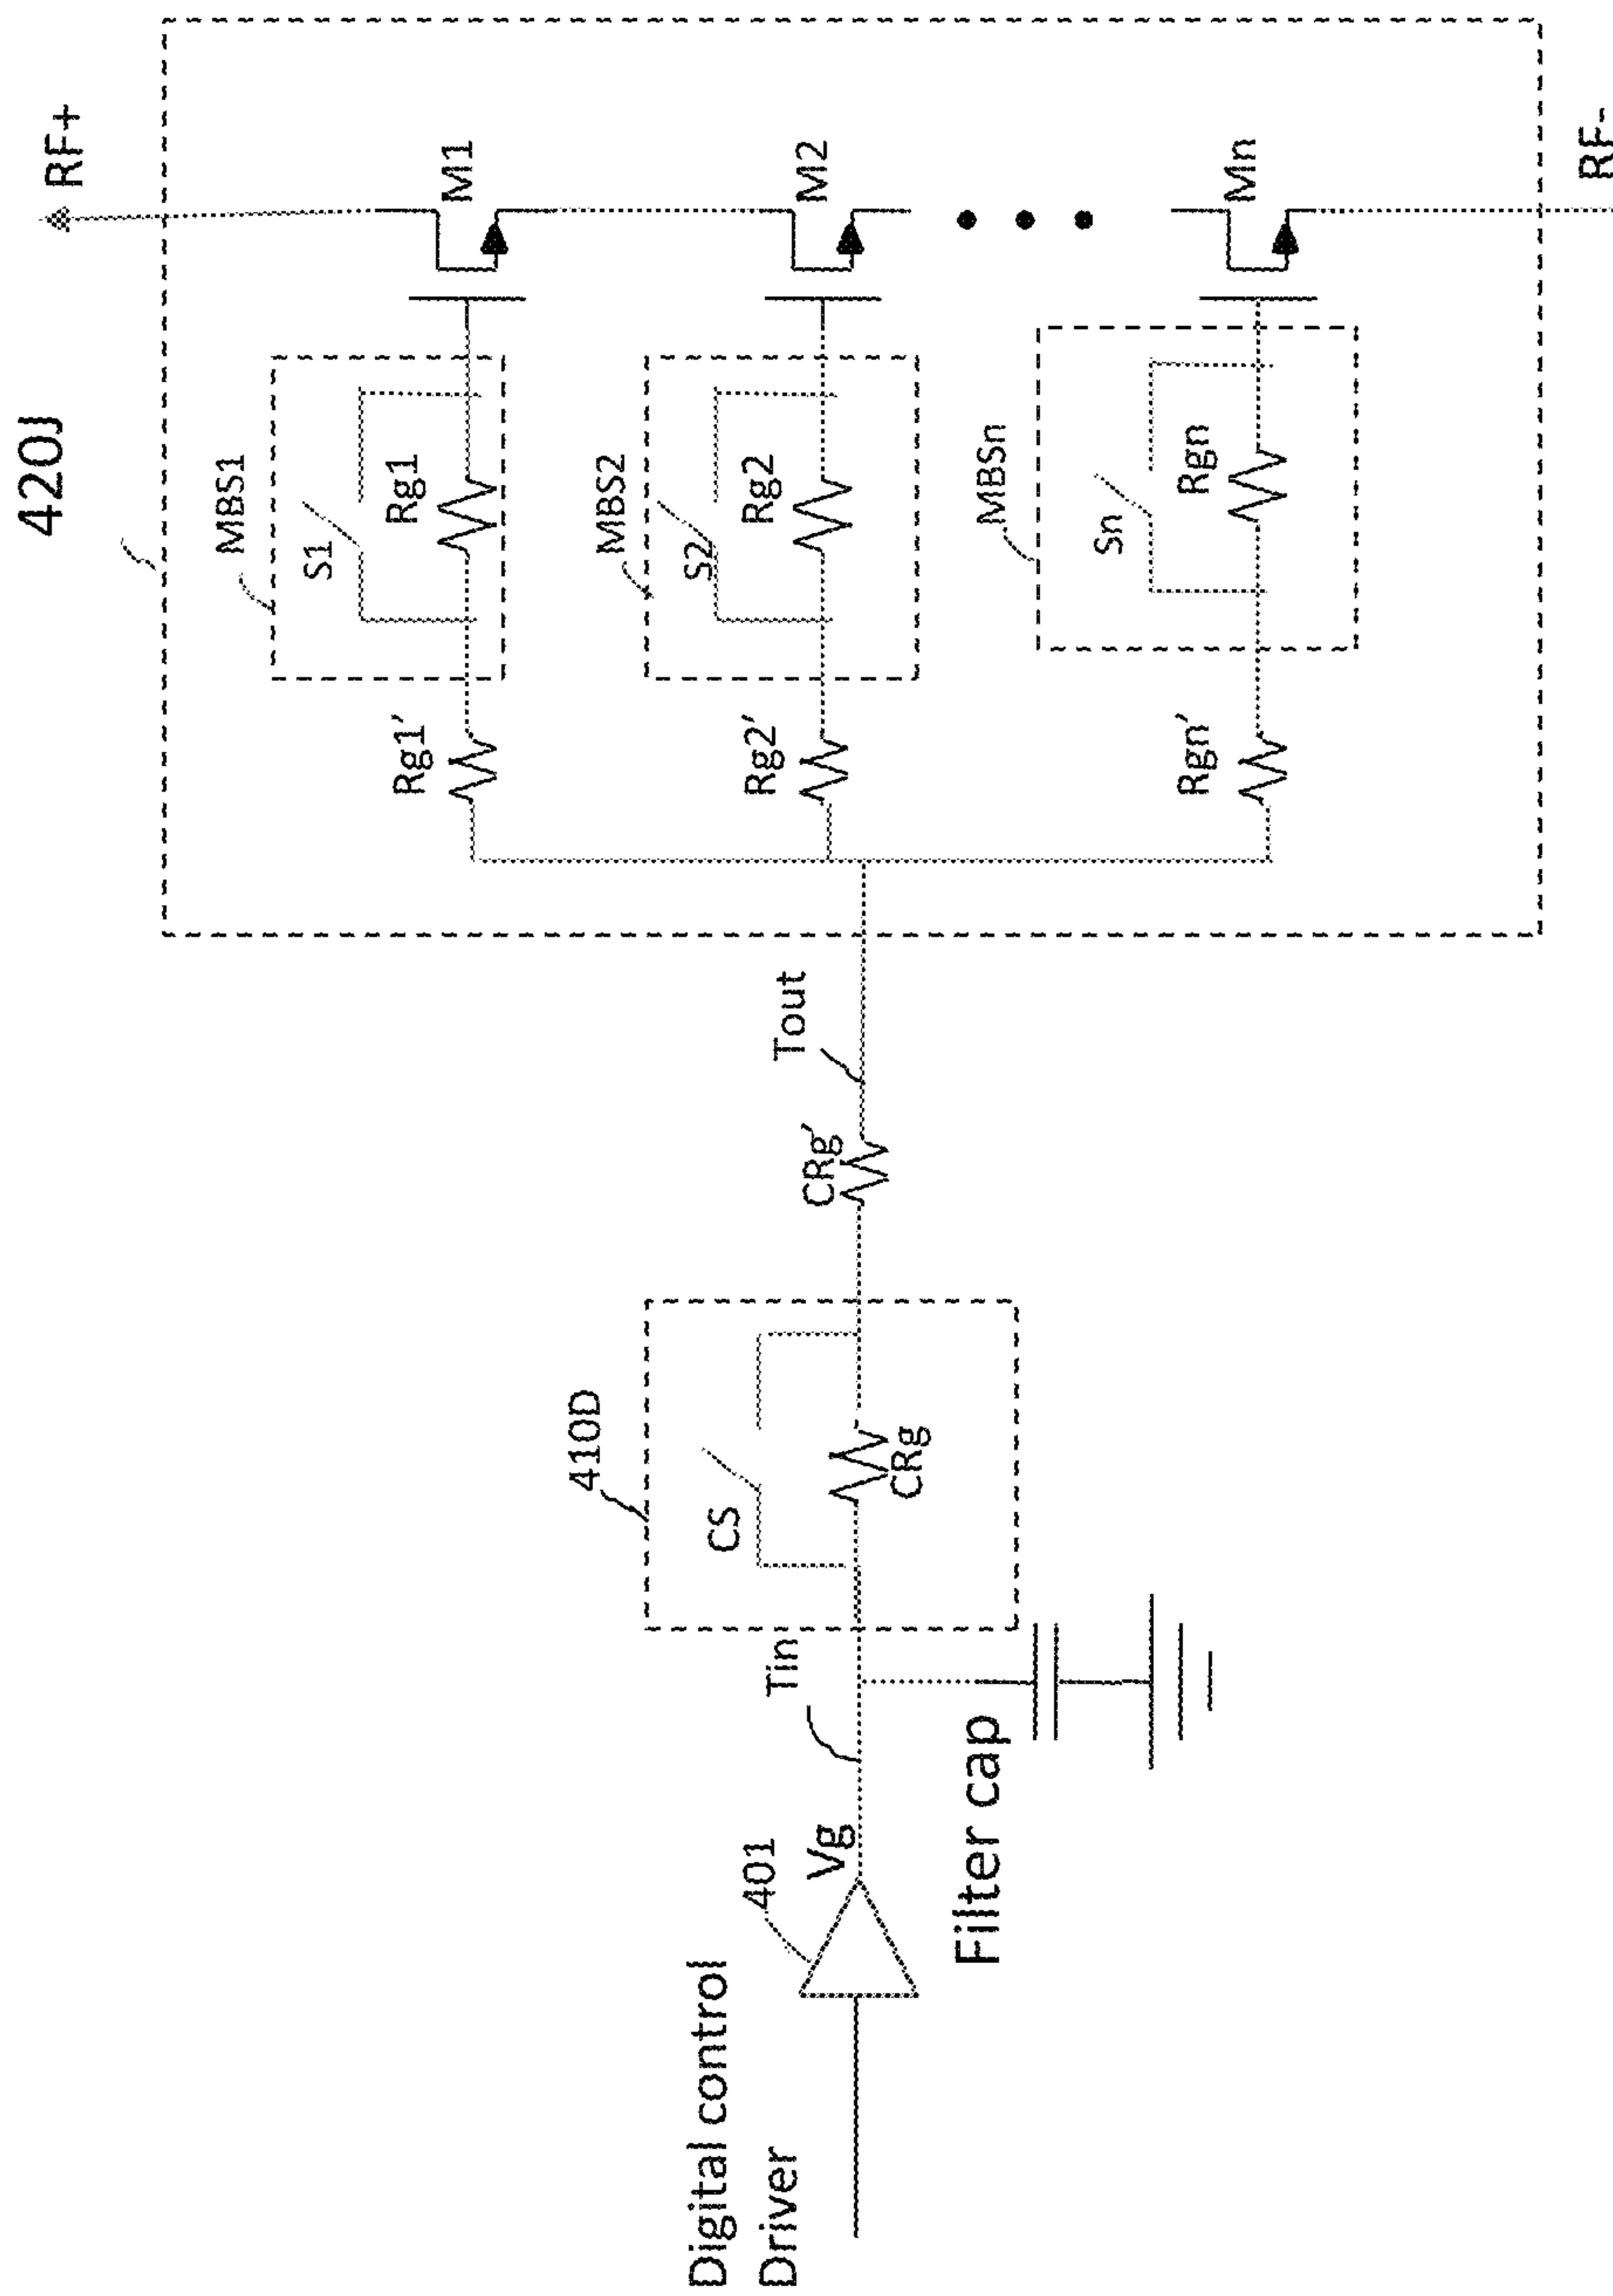 420J
RF+
MBS1
S1
Rg1
Rg1′
M1
MBS2
S2
Rg2
Rg2′
M2
MBSn
Sn
Rgn
Rgn′
Mn
RF-
Tout
CRg′
410D
CS
CRg
Tin
Vg
401
Filter cap
Digital control
Driver